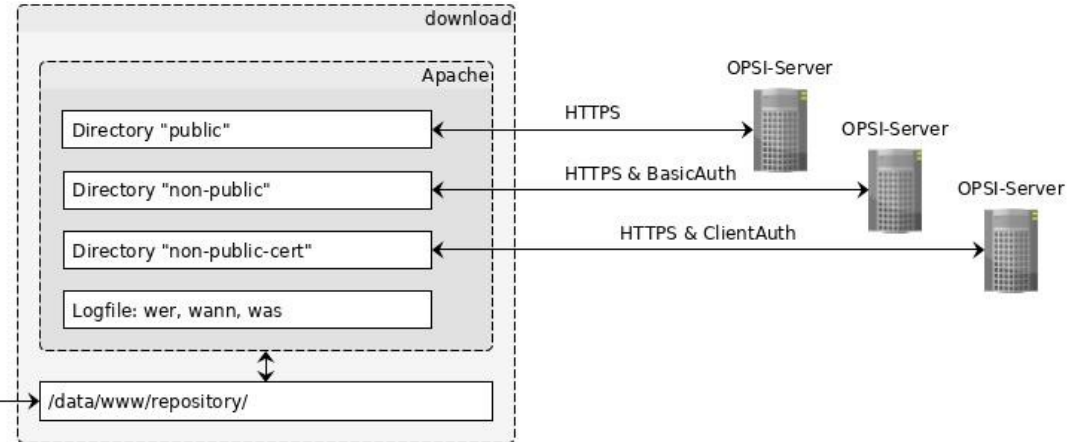 download
Apache
Directory "public"
Directory "non-public"
Directory "non-public-cert"
Logfile: wer, wann, was
/data/www/repository/
HTTPS
HTTPS & BasicAuth
HTTPS & ClientAuth
OPSI-Server
OPSI-Server
OPSI-Server